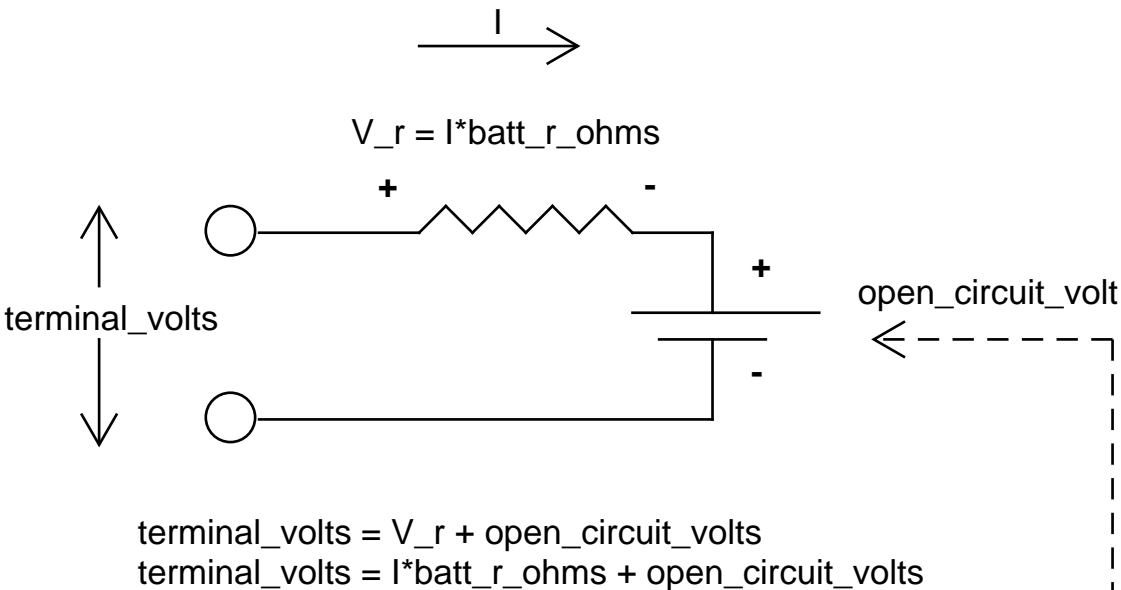 I
V_r = I*batt_r_ohms
+ -
+
open_circuit_volt
terminal_volts
-
terminal_volts = V_r + open_circuit_volts
terminal_volts = I*batt_r_ohms + open_circuit_volts